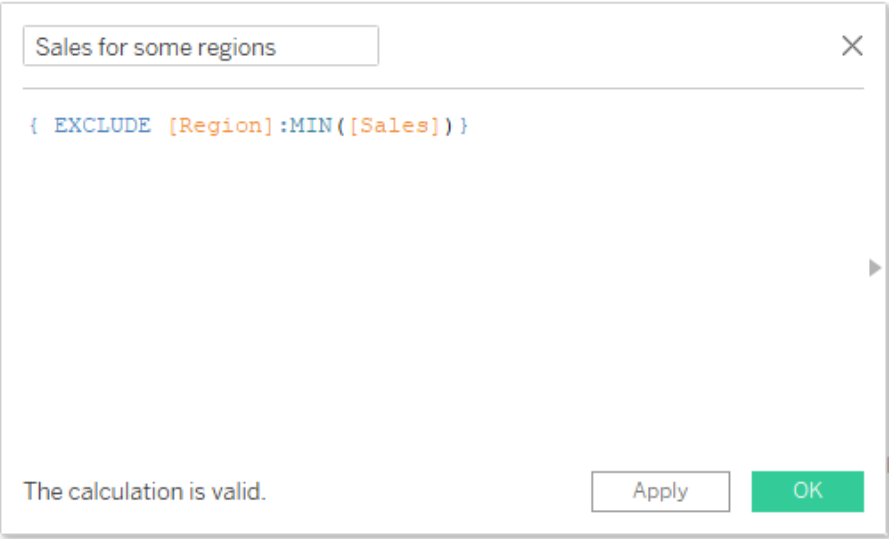 Sales for some regions
{ EXCLUDE [Region]:MIN([Sales])}
The calculation is valid.
Apply
OK